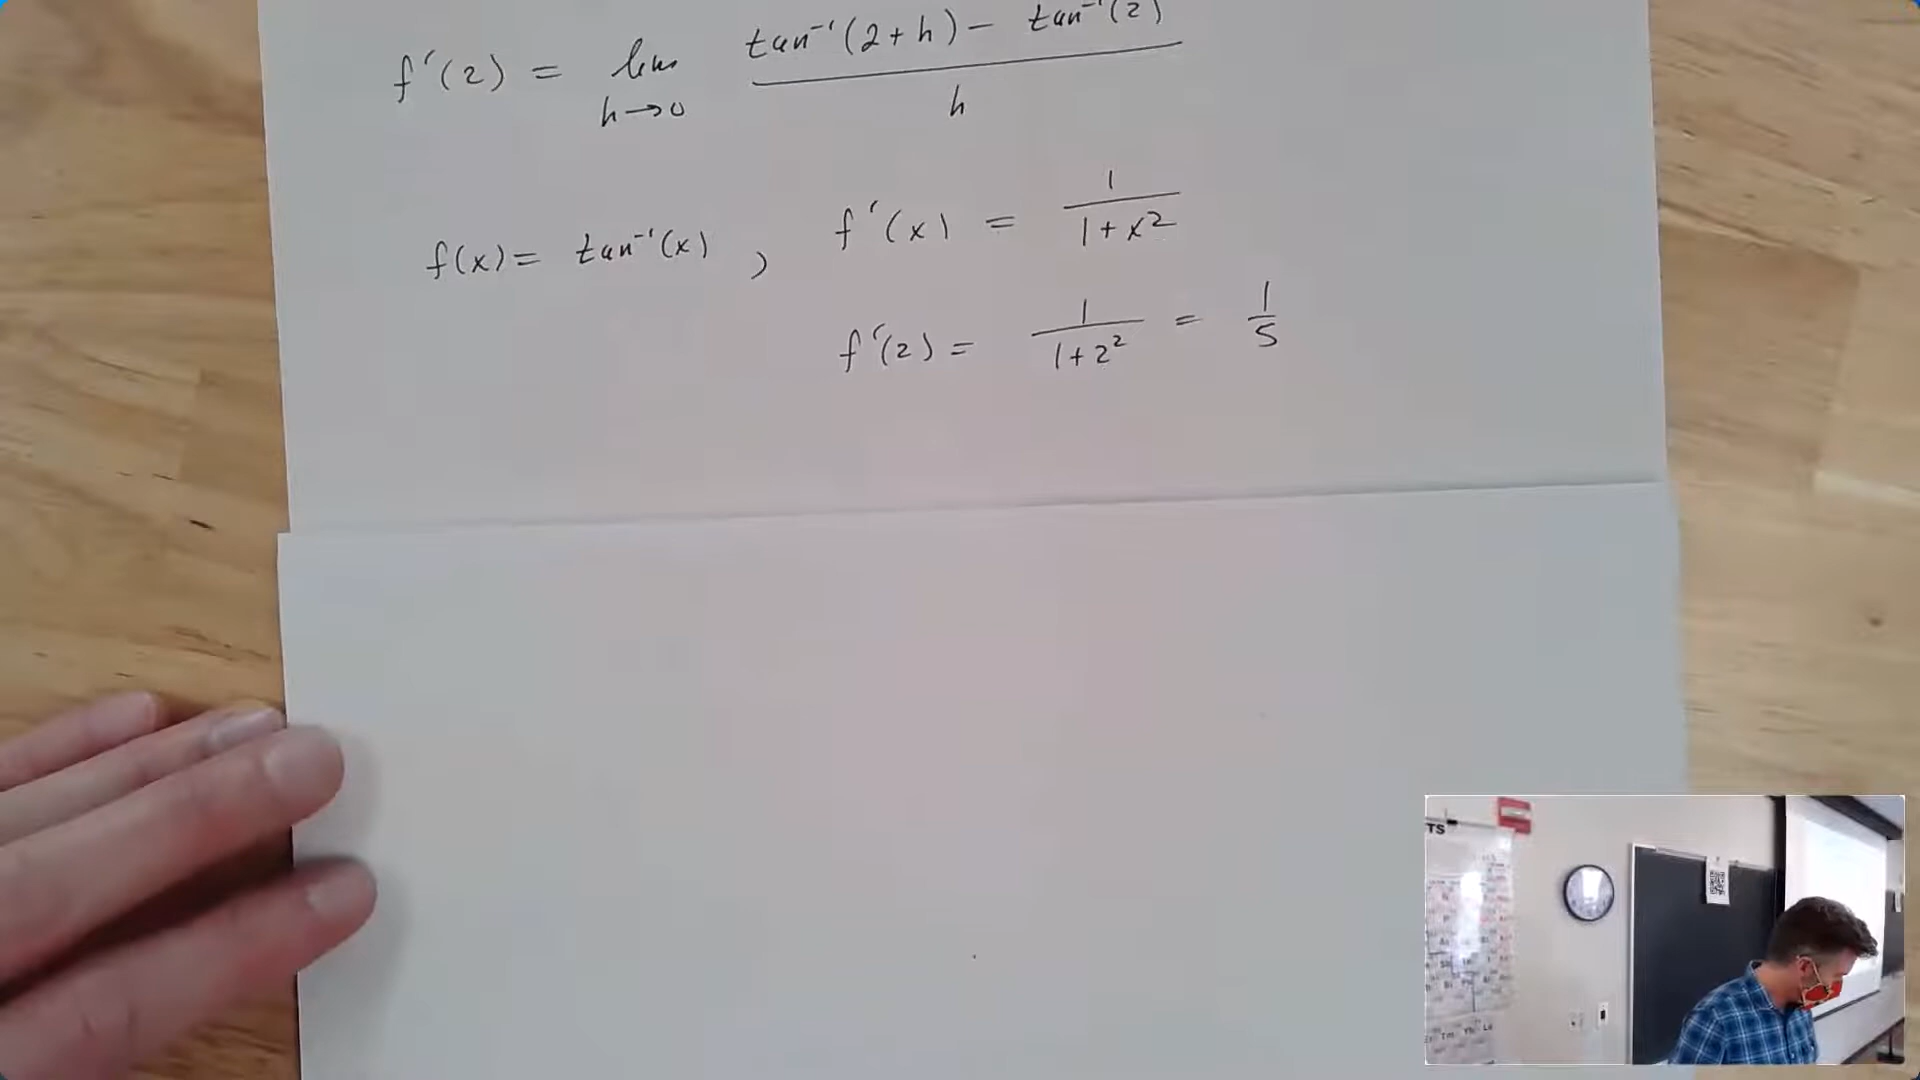 f'(2) = lim h→0 (tan⁻¹(2+h) − tan⁻¹(2)) / h
f(x) = tan⁻¹(x) , f'(x) = 1 / (1+x²)
f'(2) = 1 / (1+2²) = 1/5
TS